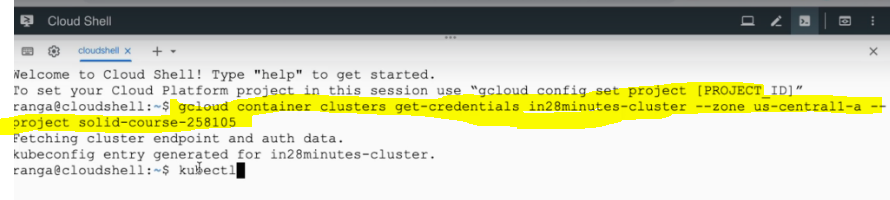 Cloud Shell
cloudshell ×
Welcome to Cloud Shell! Type "help" to get started.
To set your Cloud Platform project in this session use “gcloud config set project [PROJECT_ID]”
ranga@cloudshell:~$ gcloud container clusters get-credentials in28minutes-cluster --zone us-central1-a --
project solid-course-258105
Fetching cluster endpoint and auth data.
kubeconfig entry generated for in28minutes-cluster.
ranga@cloudshell:~$ kubectl